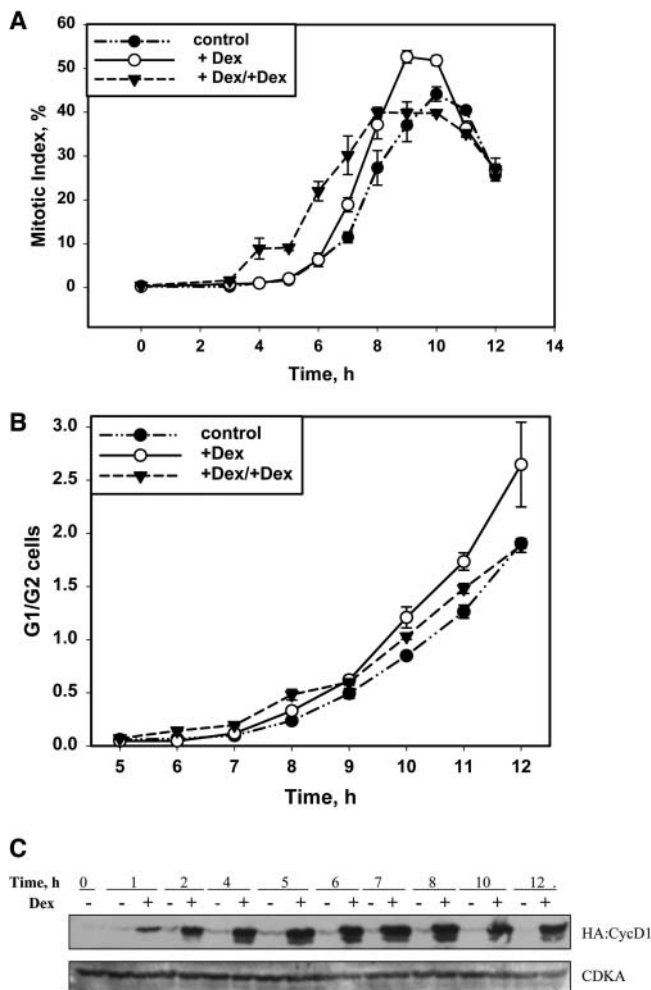 A
control
+ Dex
+ Dex/+Dex
Mitotic Index, %
60
50
40
30
20
10
0
0 2 4 6 8 10 12 14
Time, h
B
control
+Dex
+Dex/+Dex
G1/G2 cells
3.0
2.5
2.0
1.5
1.0
0.5
0.0
5 6 7 8 9 10 11 12
Time, h
C
Time, h 0 1 2 4 5 6 7 8 10 12
Dex - - + - + - + - + - + - + - + - + - +
HA:CycD1
CDKA